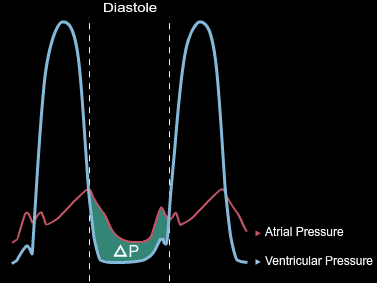 Diastole
ΔP
Atrial Pressure
Ventricular Pressure